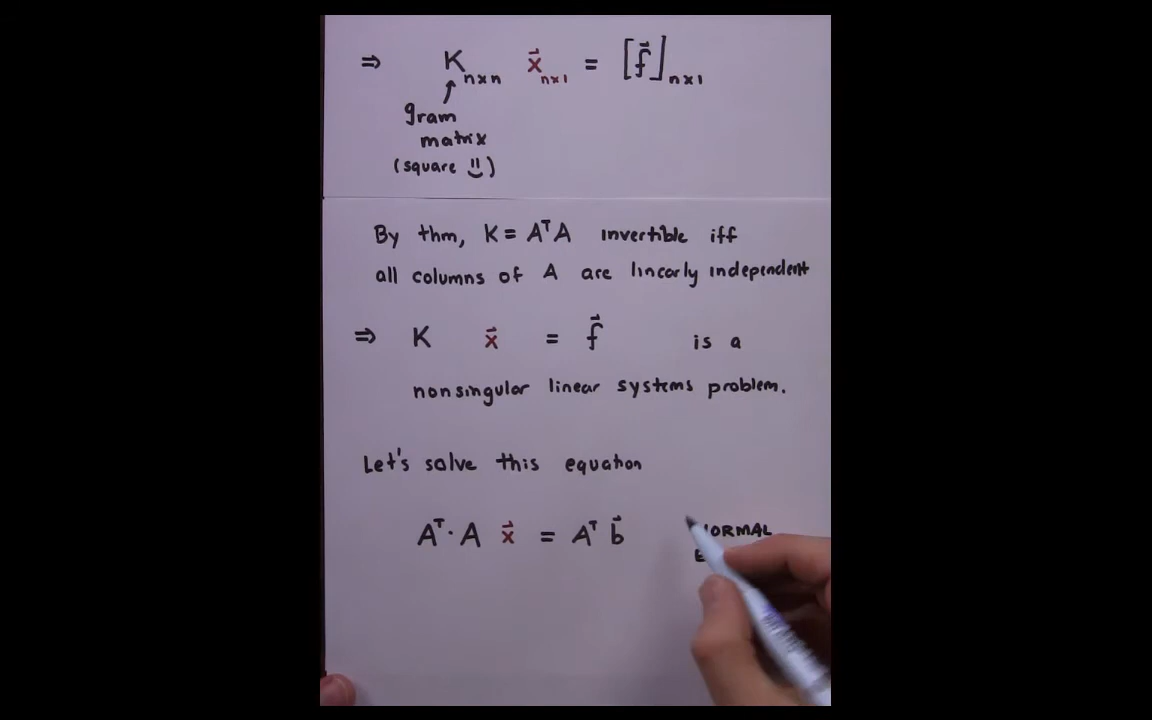 ⇒ K n×n x⃗ n×1 = [f⃗] n×1
gram
matrix
(square !!)
By thm, K = AᵀA invertible iff
all columns of A are linearly independent
⇒ K x⃗ = f⃗ is a
nonsingular linear systems problem.
Let's solve this equation
Aᵀ · A x⃗ = Aᵀ b⃗ NORMAL